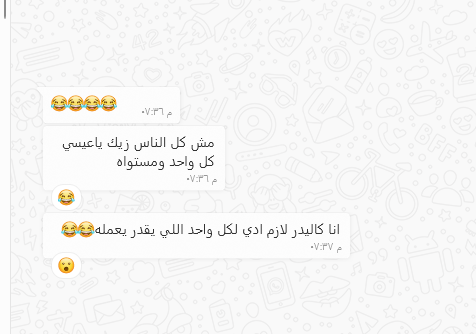 😂😂😂😂
٠٧:٣٦ م
مش كل الناس زيك ياعيسي
كل واحد ومستواه
٠٧:٣٦ م
😂
انا كاليدر لازم ادي لكل واحد اللي يقدر يعمله😂😂
٠٧:٣٧ م
😮